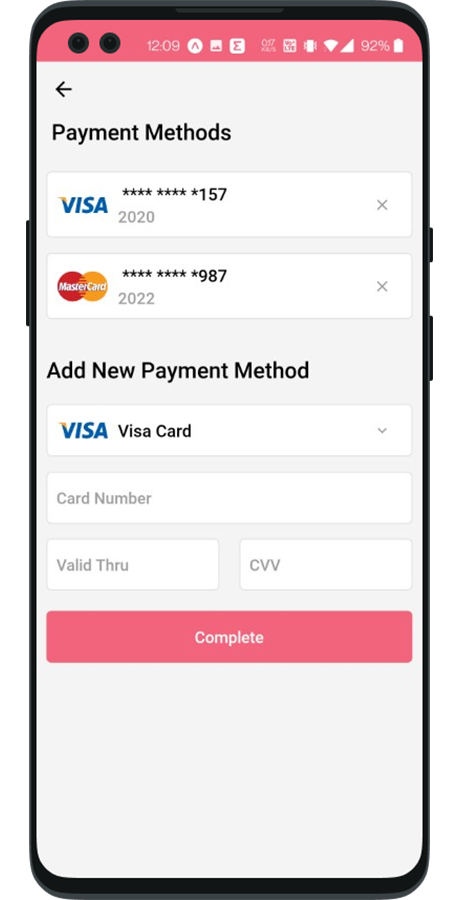 12:09 92%
Payment Methods
VISA
**** **** *157
2020
MasterCard
**** **** *987
2022
Add New Payment Method
VISA Visa Card
Card Number
Valid Thru CVV
Complete